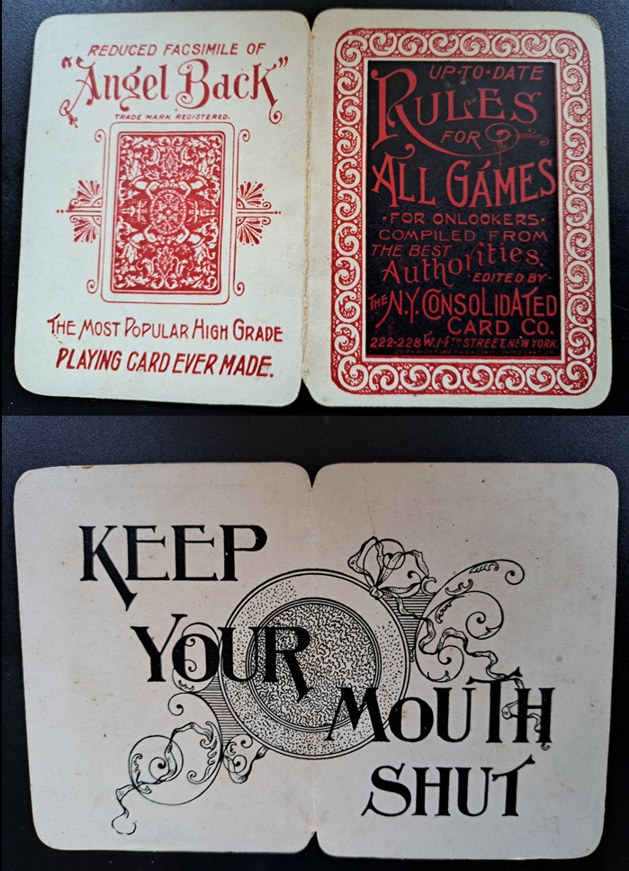 REDUCED FACSIMILE OF
"Angel Back"
TRADE MARK REGISTERED.
THE MOST POPULAR HIGH GRADE
PLAYING CARD EVER MADE.
UP-TO-DATE
RULES
FOR
ALL GAMES
·FOR ONLOOKERS·
COMPILED FROM
THE BEST
Authorities.
EDITED BY-
THE N.Y. CONSOLIDATED
CARD CO.
222-228 W. 14TH STREET, NEW YORK.
KEEP
YOUR
MOUTH
SHUT